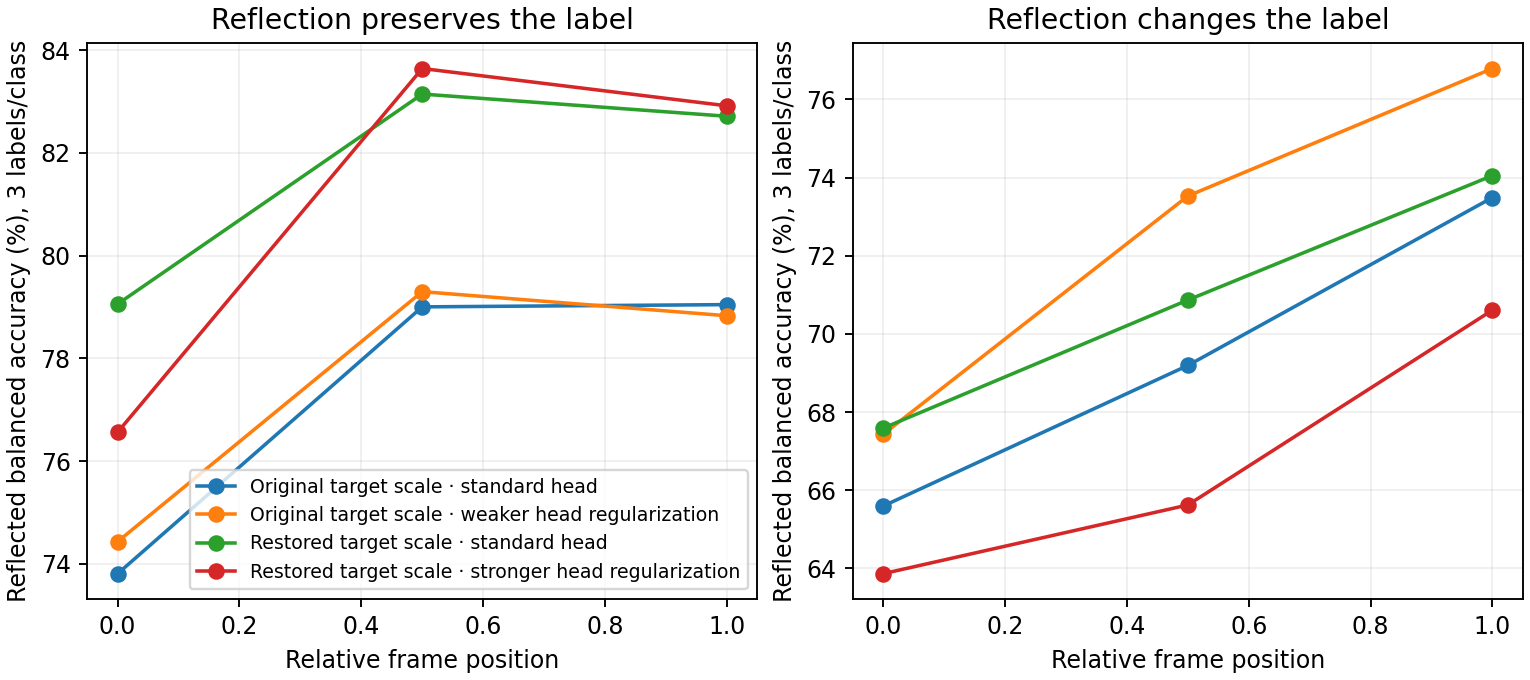 Reflection preserves the label
Reflected balanced accuracy (%), 3 labels/class
84
82
80
78
76
74
0.0
0.2
0.4
0.6
0.8
1.0
Relative frame position
Original target scale · standard head
Original target scale · weaker head regularization
Restored target scale · standard head
Restored target scale · stronger head regularization
Reflection changes the label
Reflected balanced accuracy (%), 3 labels/class
76
74
72
70
68
66
64
0.0
0.2
0.4
0.6
0.8
1.0
Relative frame position